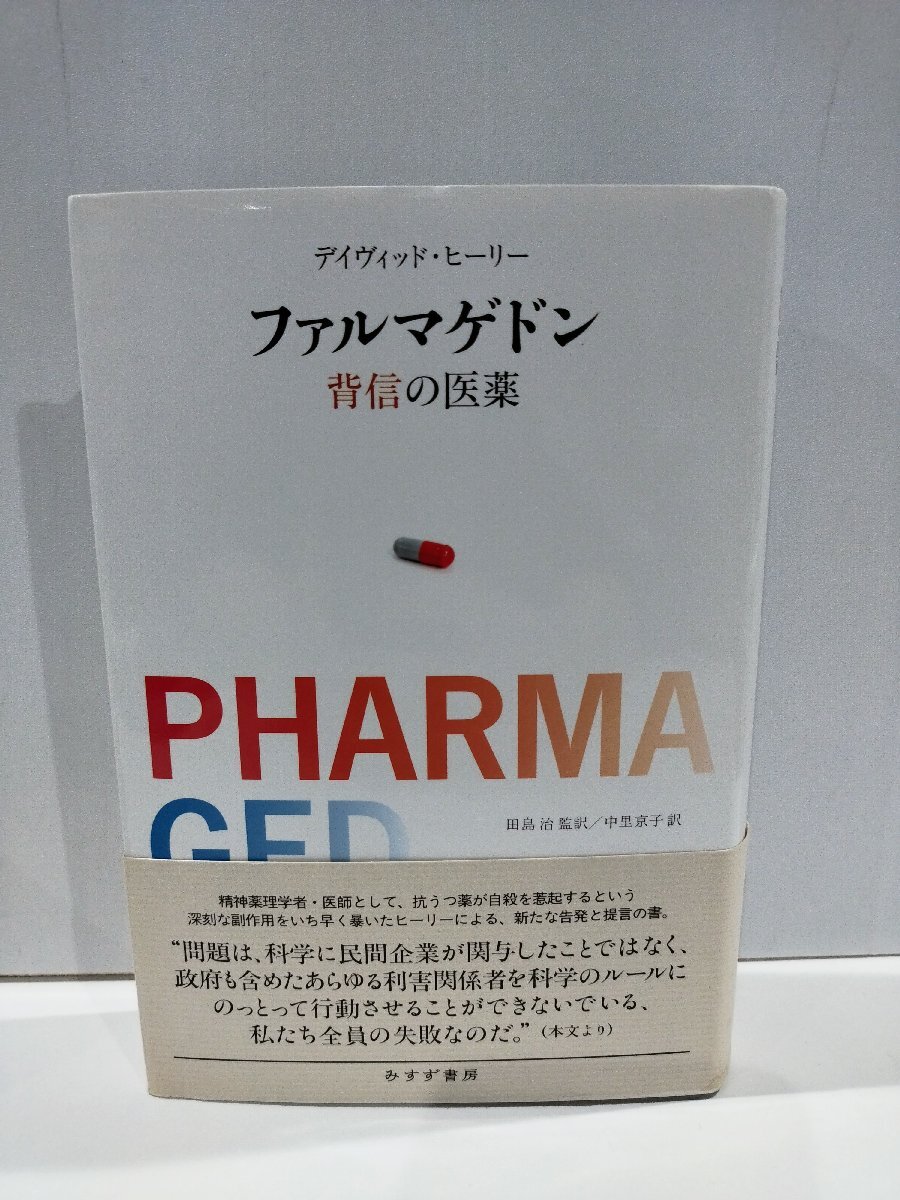 デイヴィッド・ヒーリー
ファルマゲドン
背信の医薬
PHARMA
GED
田島 治 監訳／中里京子 訳
精神薬理学者・医師として、抗うつ薬が自殺を惹起するという
深刻な副作用をいち早く暴いたヒーリーによる、新たな告発と提言の書。
“問題は、科学に民間企業が関与したことではなく、
政府も含めたあらゆる利害関係者を科学のルールに
のっとって行動させることができないでいる、
私たち全員の失敗なのだ。”（本文より）
みすず書房